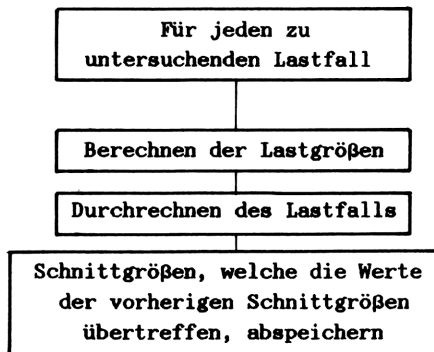 Für jeden zu
untersuchenden Lastfall
Berechnen der Lastgrößen
Durchrechnen des Lastfalls
Schnittgrößen, welche die Werte
der vorherigen Schnittgrößen
übertreffen, abspeichern